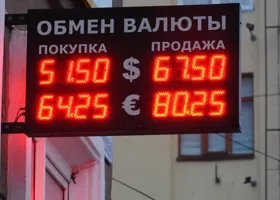 ОБМЕН ВАЛЮТЫ
ПОКУПКА ПРОДАЖА
51.50 $ 67.50
64.25 € 80.25